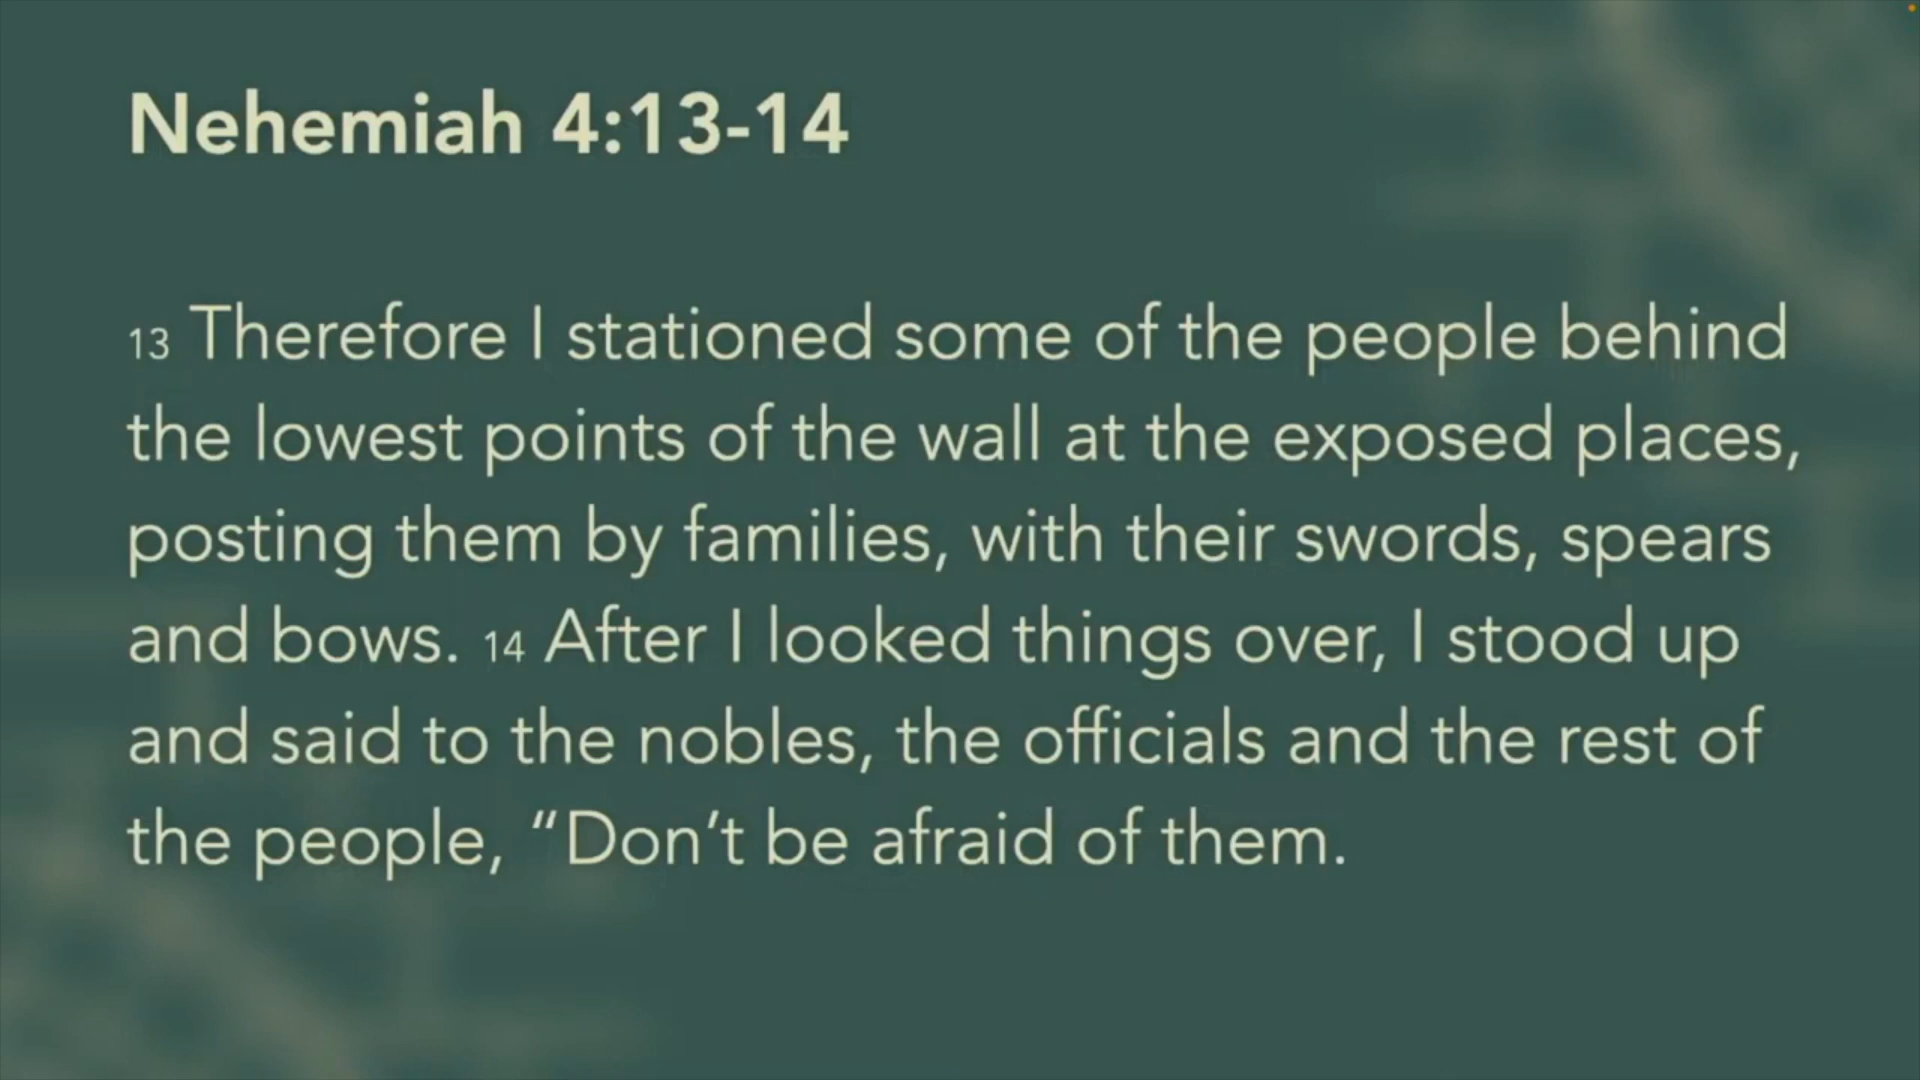 Nehemiah 4:13-14
13 Therefore I stationed some of the people behind
the lowest points of the wall at the exposed places,
posting them by families, with their swords, spears
and bows. 14 After I looked things over, I stood up
and said to the nobles, the officials and the rest of
the people, “Don’t be afraid of them.